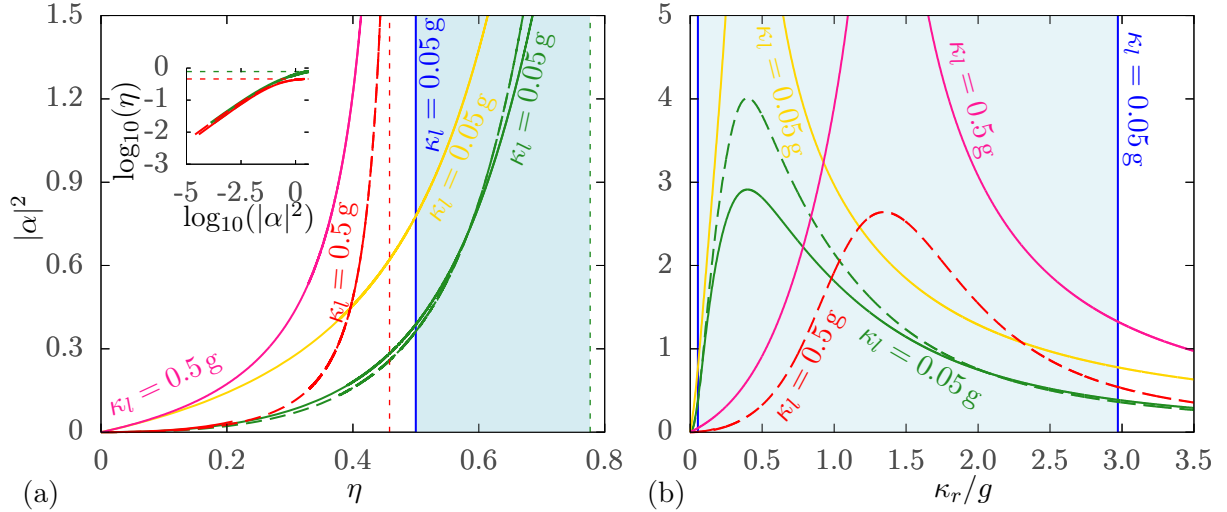 1.5
1.2
0.9
0.6
0.3
0
|α|²
0
0.2
0.4
0.6
0.8
η
(a)
κ_l = 0.5 g
κ_l = 0.5 g
κ_l = 0.05 g
κ_l = 0.05 g
κ_l = 0.05 g
log₁₀(η)
0
-1
-2
-3
-5
-2.5
0
log₁₀(|α|²)
5
4
3
2
1
0
0
0.5
1.0
1.5
2.0
2.5
3.0
3.5
κ_r/g
(b)
κ_l = 0.05 g
κ_l = 0.5 g
κ_l = 0.05 g
κ_l = 0.5 g
κ_l = 0.05 g